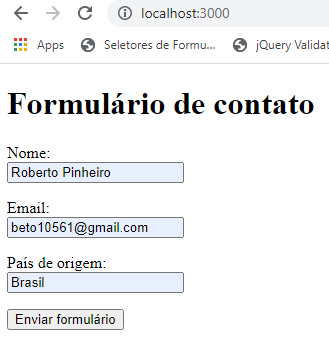 localhost:3000
Apps Seletores de Formu... jQuery Validat
Formulário de contato
Nome:
Roberto Pinheiro
Email:
beto10561@gmail.com
País de origem:
Brasil
Enviar formulário